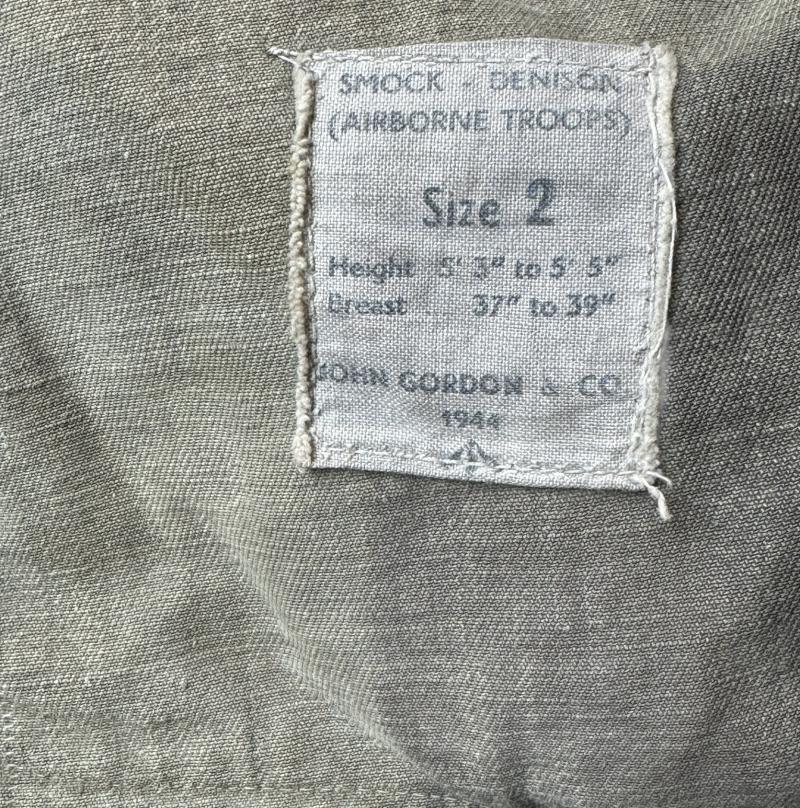 SMOCK - DENISON
(AIRBORNE TROOPS)
Size 2
Height 5' 3" to 5' 5"
Breast ... 37" to 39"
JOHN GORDON & CO.
1944